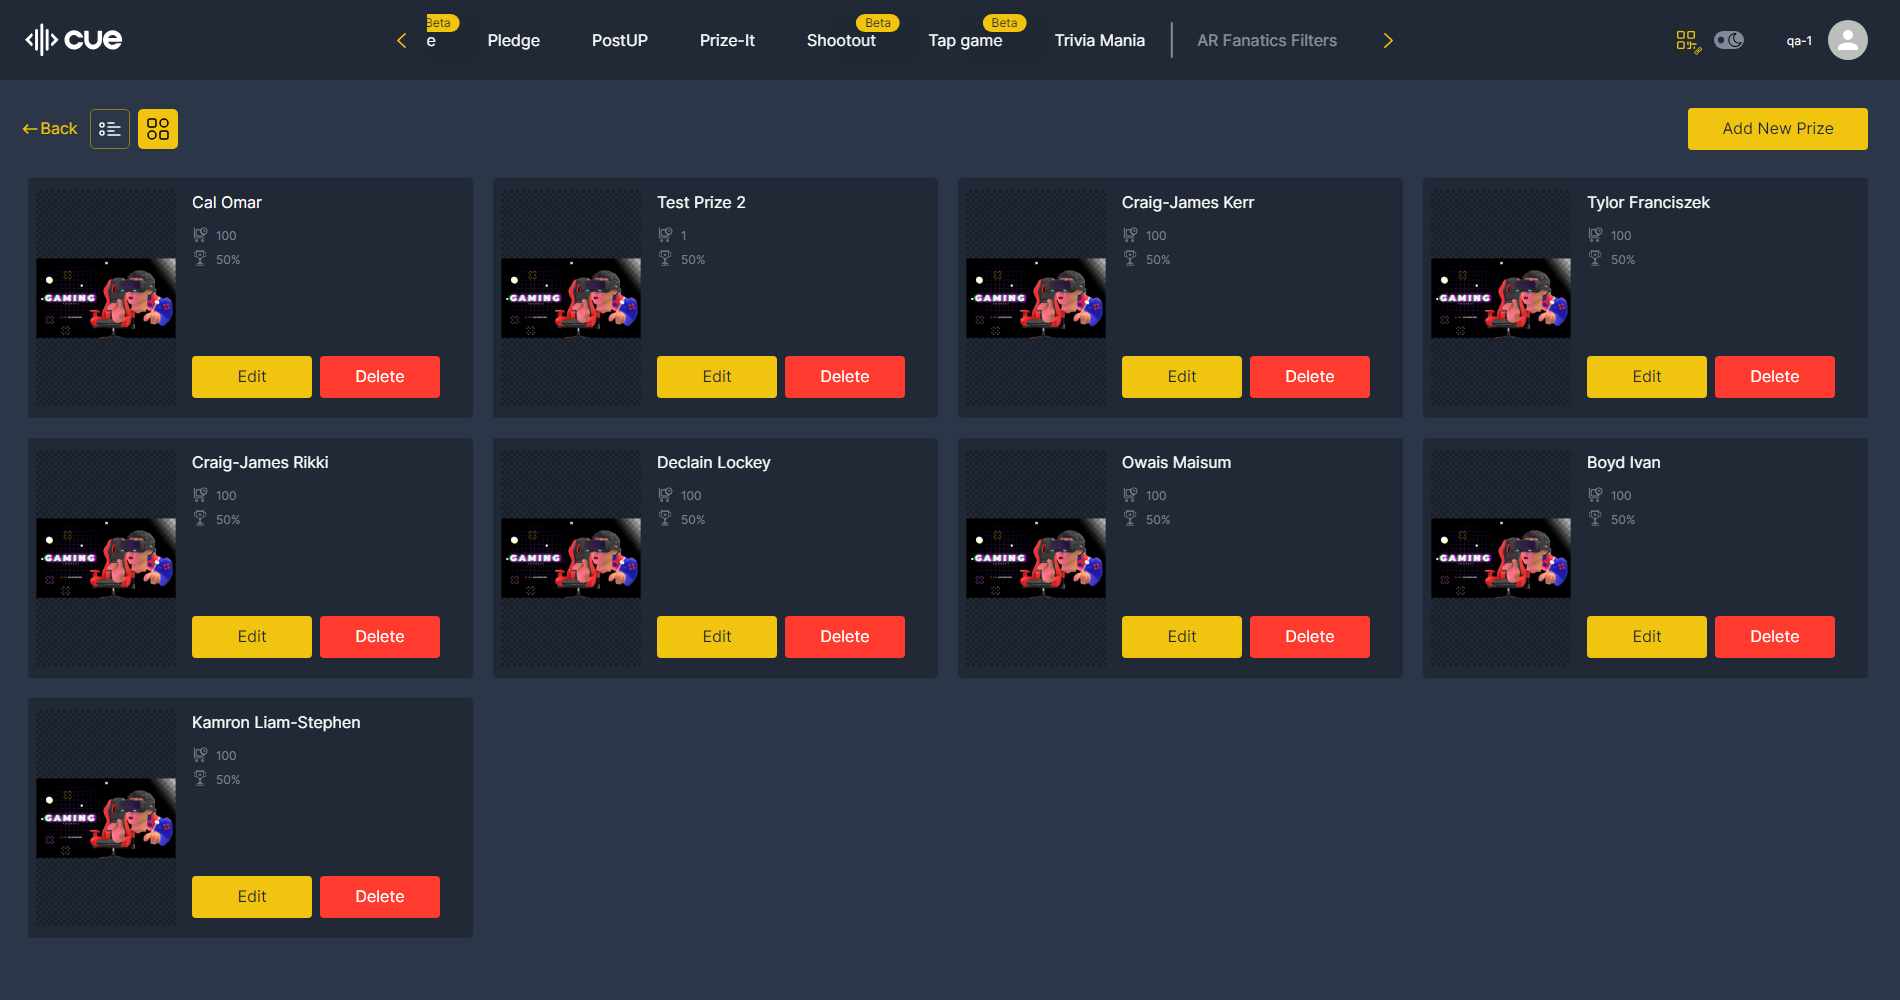 cue
Beta
e
Pledge
PostUP
Prize-It
Beta
Shootout
Beta
Tap game
Trivia Mania
AR Fanatics Filters
qa-1
Back
Add New Prize
Cal Omar
100
50%
GAMING
Edit
Delete
Test Prize 2
1
50%
GAMING
Edit
Delete
Craig-James Kerr
100
50%
GAMING
Edit
Delete
Tylor Franciszek
100
50%
GAMING
Edit
Delete
Craig-James Rikki
100
50%
GAMING
Edit
Delete
Declain Lockey
100
50%
GAMING
Edit
Delete
Owais Maisum
100
50%
GAMING
Edit
Delete
Boyd Ivan
100
50%
GAMING
Edit
Delete
Kamron Liam-Stephen
100
50%
GAMING
Edit
Delete